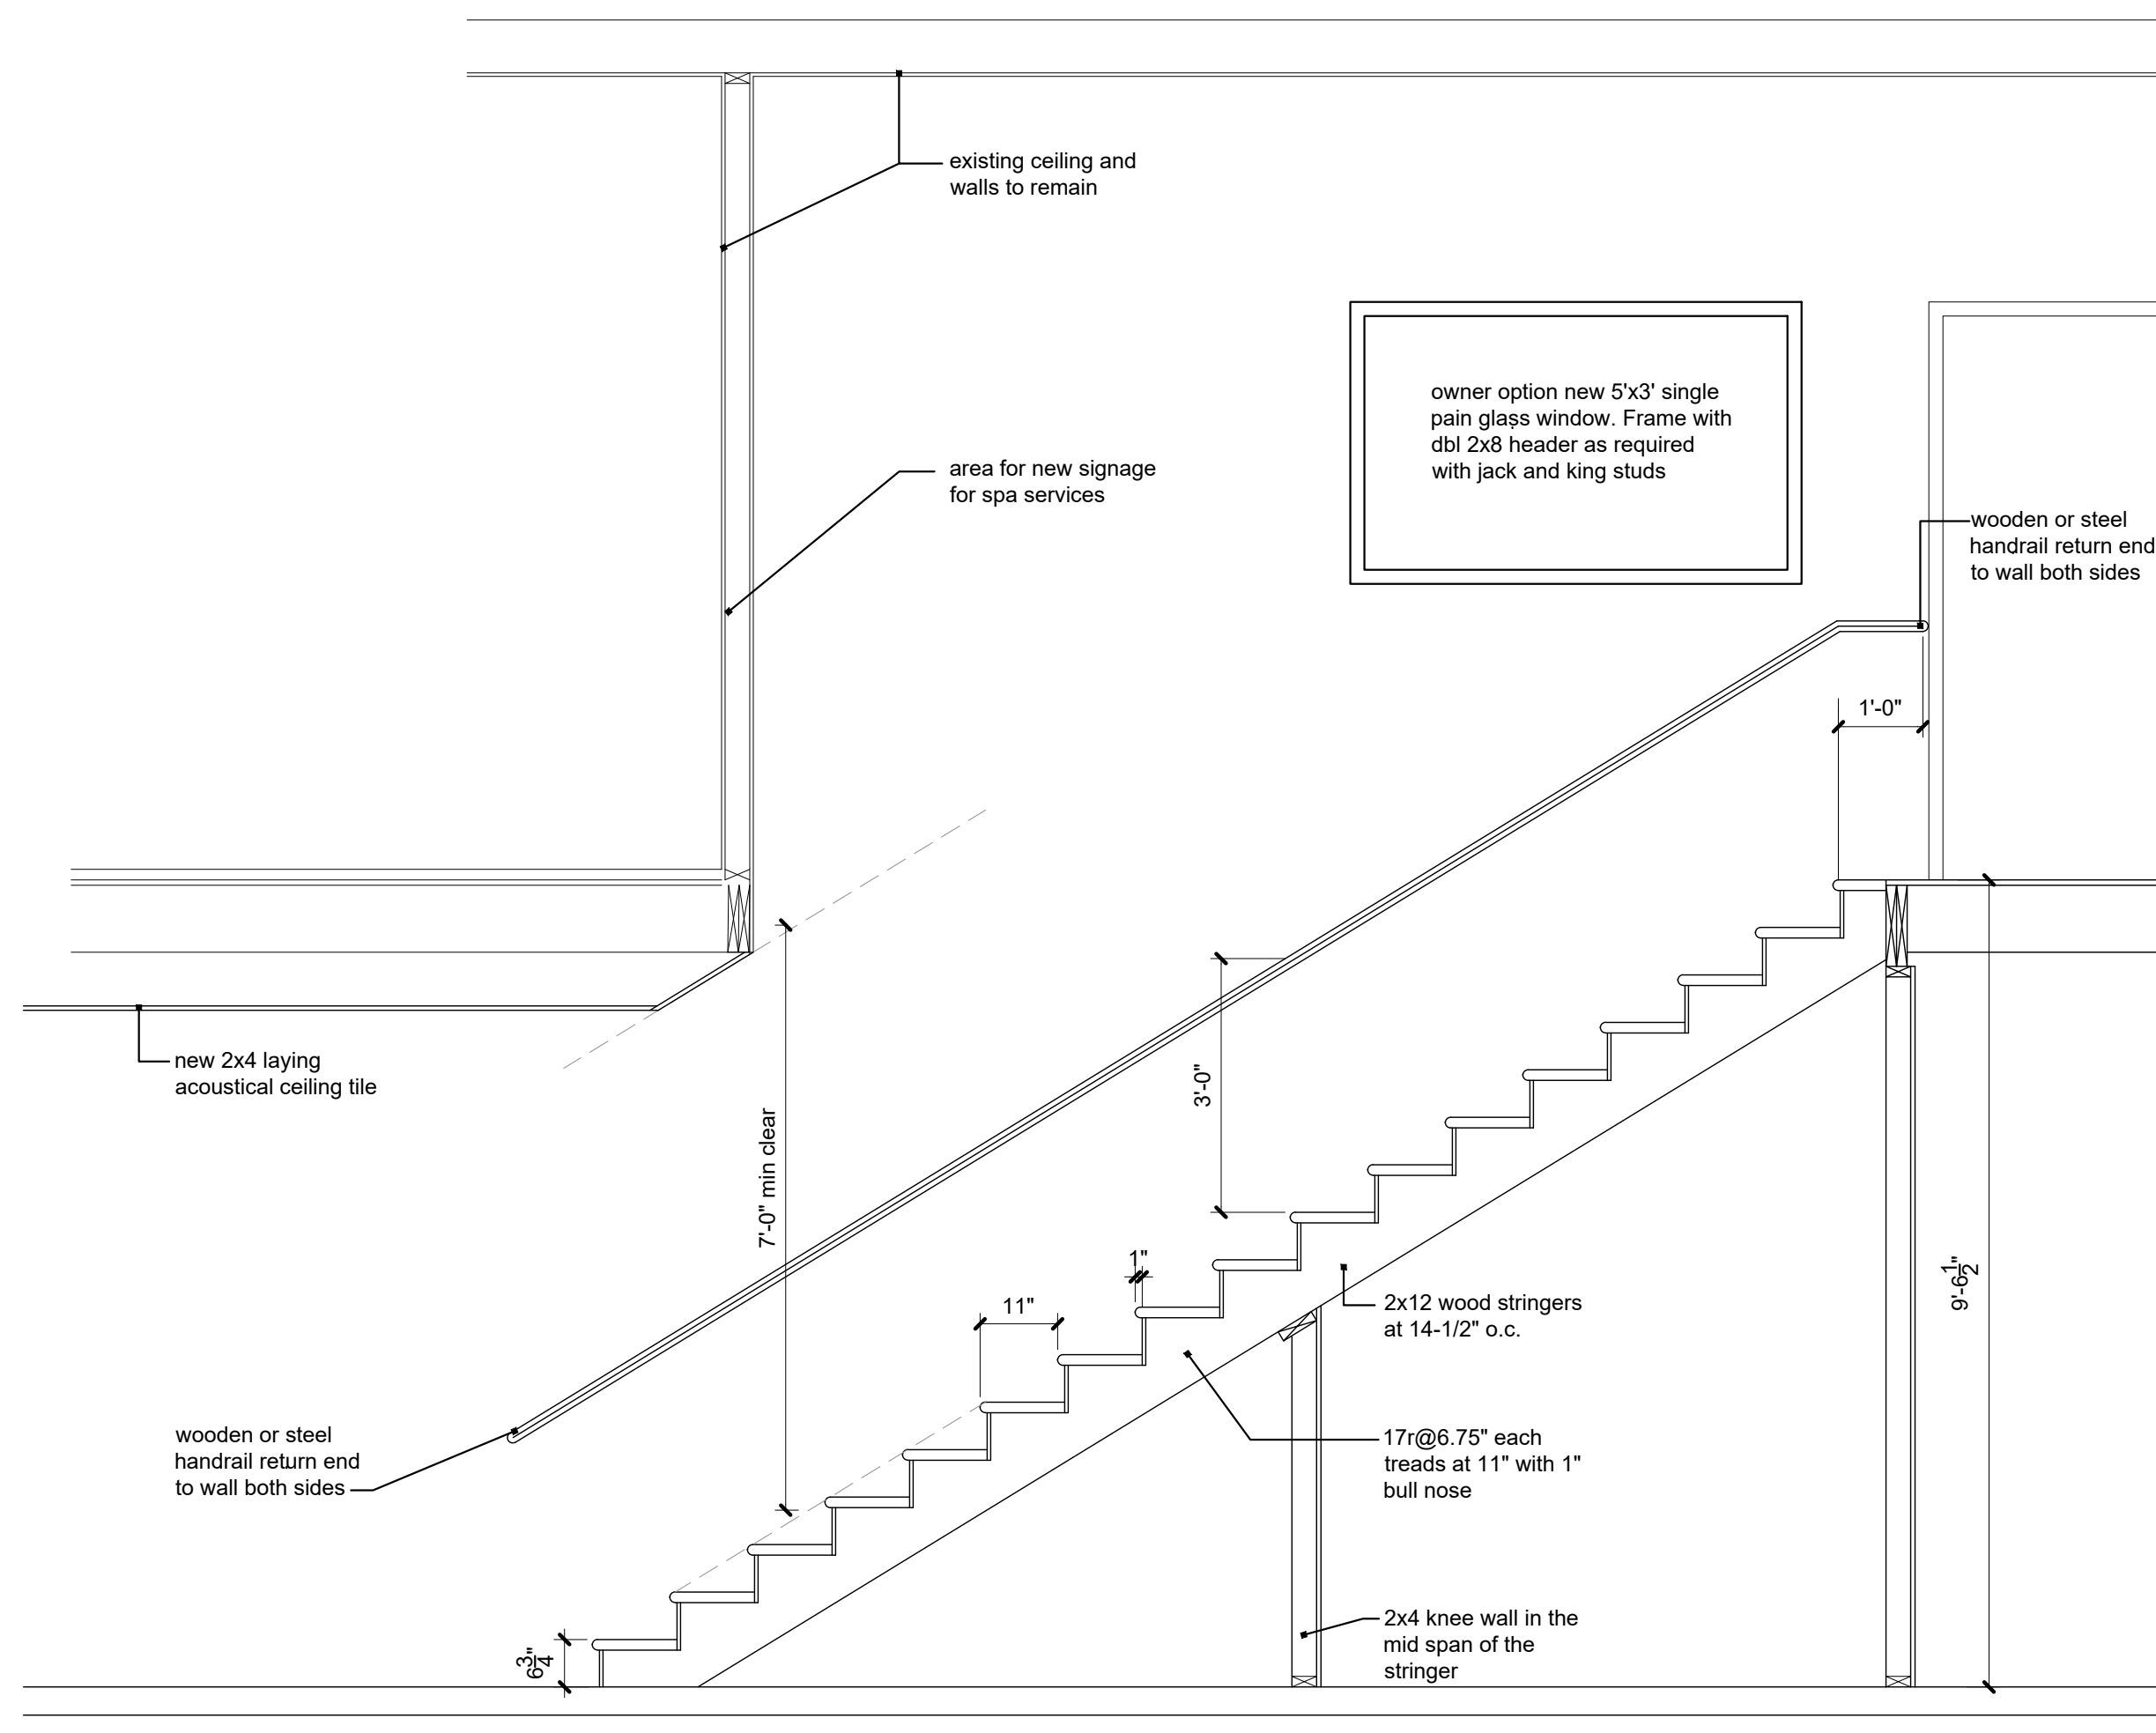 existing ceiling and
walls to remain
owner option new 5'x3' single
pain glass window. Frame with
dbl 2x8 header as required
with jack and king studs
area for new signage
for spa services
wooden or steel
handrail return end
to wall both sides
1'-0"
new 2x4 laying
acoustical ceiling tile
7'-0" min clear
3'-0"
1"
11"
9'-6 1/2"
2x12 wood stringers
at 14-1/2" o.c.
17r@6.75" each
treads at 11" with 1"
bull nose
wooden or steel
handrail return end
to wall both sides
2x4 knee wall in the
mid span of the
stringer
6 3/4"